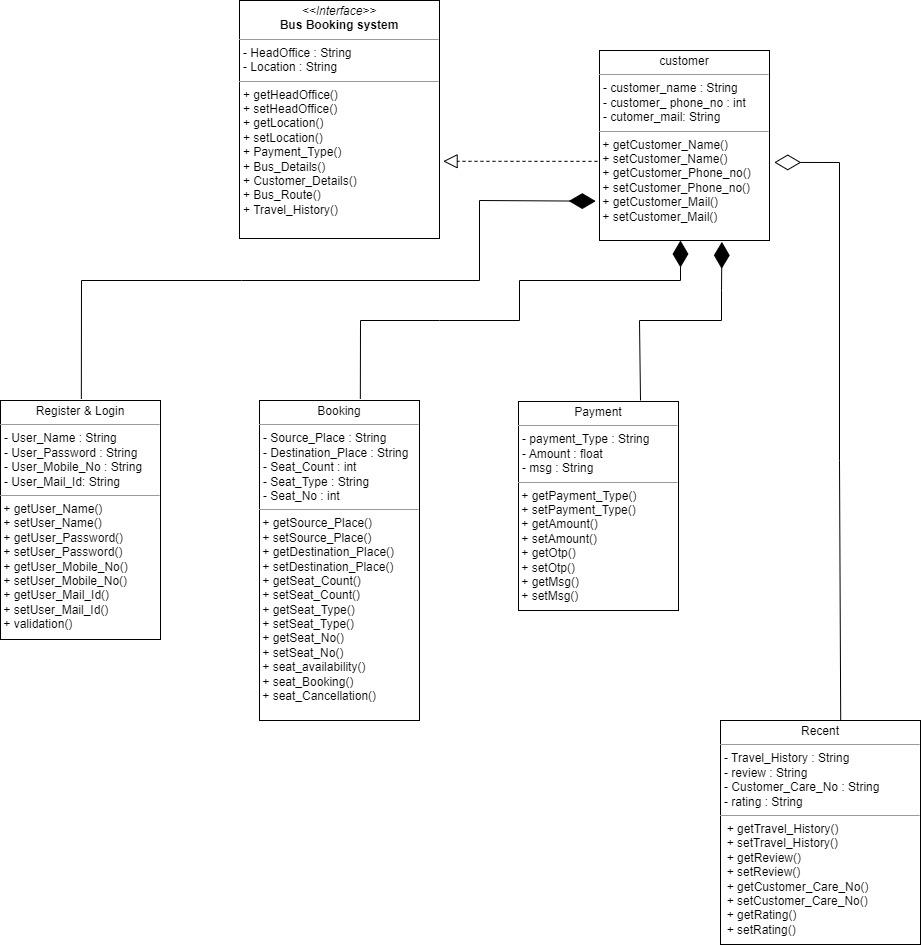 <<Interface>>
Bus Booking system
- HeadOffice : String
- Location : String
+ getHeadOffice()
+ setHeadOffice()
+ getLocation()
+ setLocation()
+ Payment_Type()
+ Bus_Details()
+ Customer_Details()
+ Bus_Route()
+ Travel_History()
customer
- customer_name : String
- customer_ phone_no : int
- cutomer_mail: String
+ getCustomer_Name()
+ setCustomer_Name()
+ getCustomer_Phone_no()
+ setCustomer_Phone_no()
+ getCustomer_Mail()
+ setCustomer_Mail()
Register & Login
- User_Name : String
- User_Password : String
- User_Mobile_No : String
- User_Mail_Id: String
+ getUser_Name()
+ setUser_Name()
+ getUser_Password()
+ setUser_Password()
+ getUser_Mobile_No()
+ setUser_Mobile_No()
+ getUser_Mail_Id()
+ setUser_Mail_Id()
+ validation()
Booking
- Source_Place : String
- Destination_Place : String
- Seat_Count : int
- Seat_Type : String
- Seat_No : int
+ getSource_Place()
+ setSource_Place()
+ getDestination_Place()
+ setDestination_Place()
+ getSeat_Count()
+ setSeat_Count()
+ getSeat_Type()
+ setSeat_Type()
+ getSeat_No()
+ setSeat_No()
+ seat_availability()
+ seat_Booking()
+ seat_Cancellation()
Payment
- payment_Type : String
- Amount : float
- msg : String
+ getPayment_Type()
+ setPayment_Type()
+ getAmount()
+ setAmount()
+ getOtp()
+ setOtp()
+ getMsg()
+ setMsg()
Recent
- Travel_History : String
- review : String
- Customer_Care_No : String
- rating : String
+ getTravel_History()
+ setTravel_History()
+ getReview()
+ setReview()
+ getCustomer_Care_No()
+ setCustomer_Care_No()
+ getRating()
+ setRating()